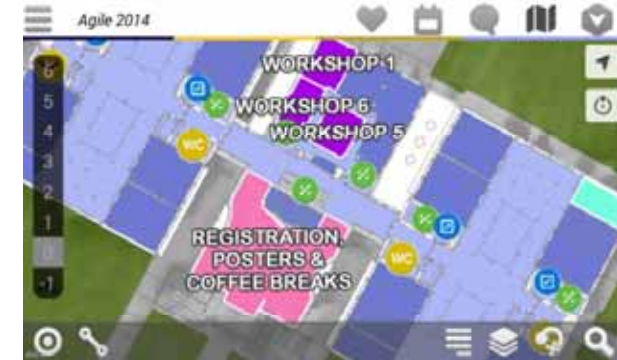 Agile 2014
WORKSHOP 1
6
5
WORKSHOP 6
4
WORKSHOP 5
3
WC
2
1
REGISTRATION,
POSTERS &
COFFEE BREAKS
0
WC
-1